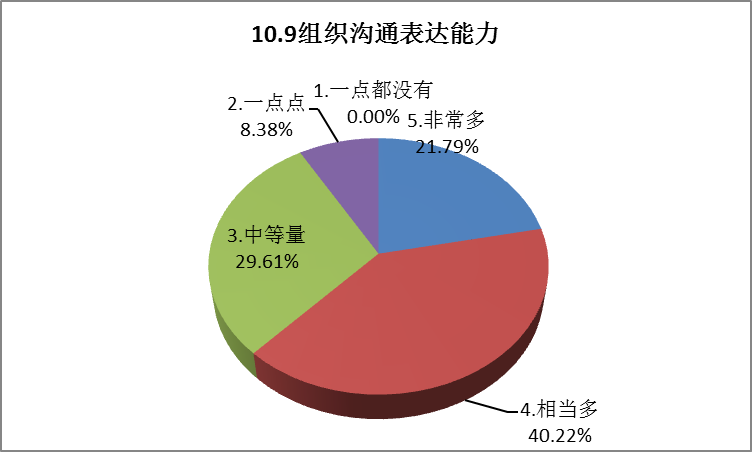 10.9组织沟通表达能力
1.一点都没有
0.00%
2.一点点
8.38%
5.非常多
21.79%
3.中等量
29.61%
4.相当多
40.22%